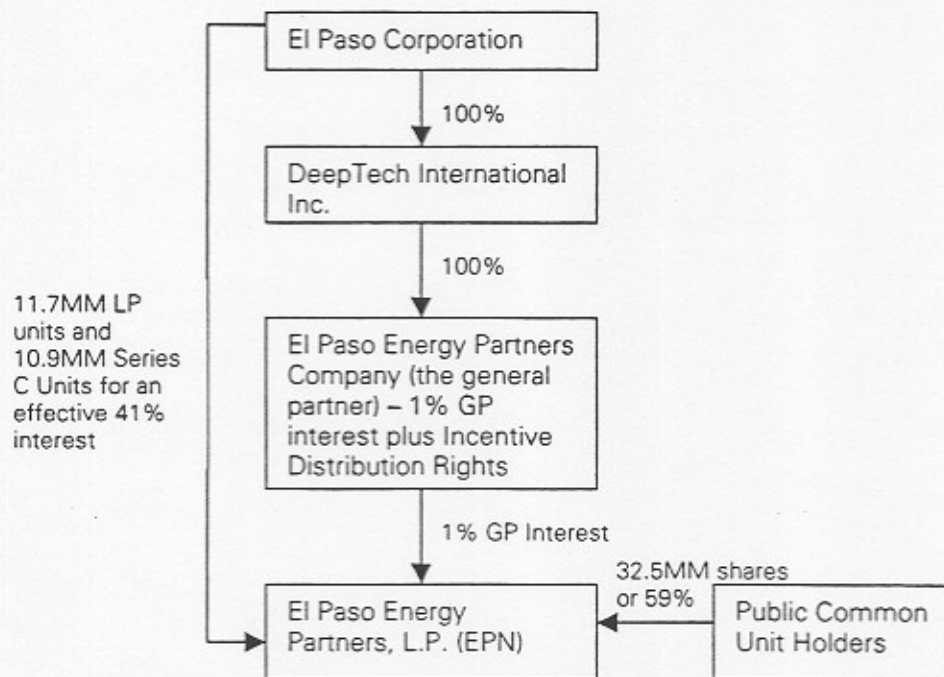 El Paso Corporation
100%
DeepTech International
Inc.
100%
11.7MM LP
units and
10.9MM Series
C Units for an
effective 41%
interest
El Paso Energy Partners
Company (the general
partner) – 1% GP
interest plus Incentive
Distribution Rights
1% GP Interest
32.5MM shares
or 59%
El Paso Energy
Partners, L.P. (EPN)
Public Common
Unit Holders